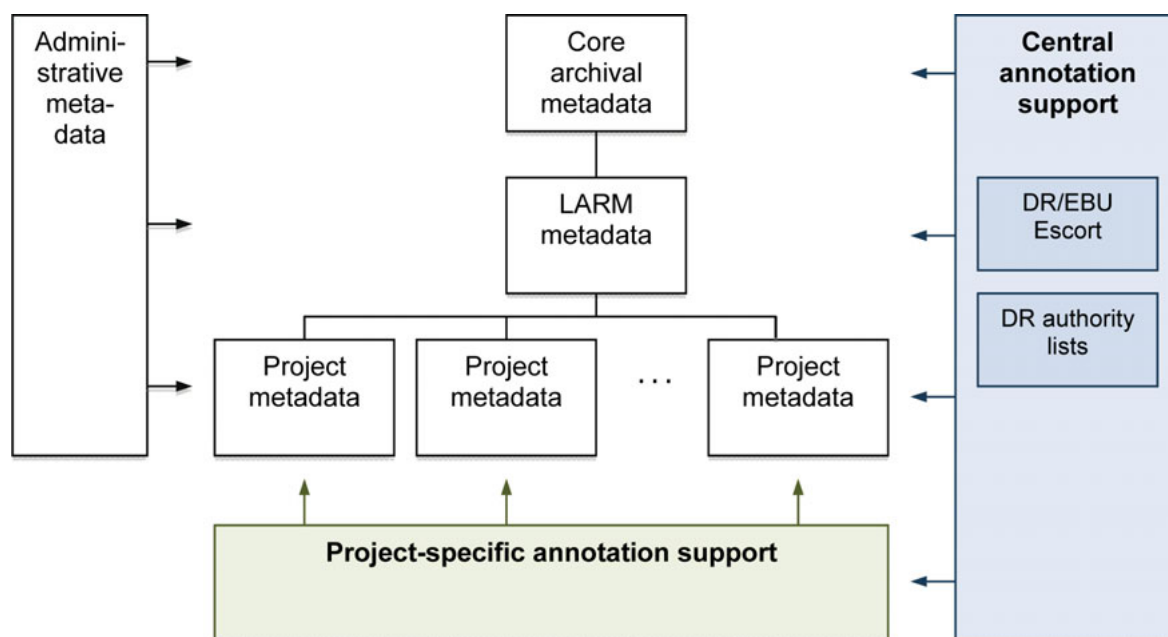 Admini-
strative
meta-
data
Core
archival
metadata
Central
annotation
support
LARM
metadata
DR/EBU
Escort
DR authority
lists
Project
metadata
Project
metadata
...
Project
metadata
Project-specific annotation support